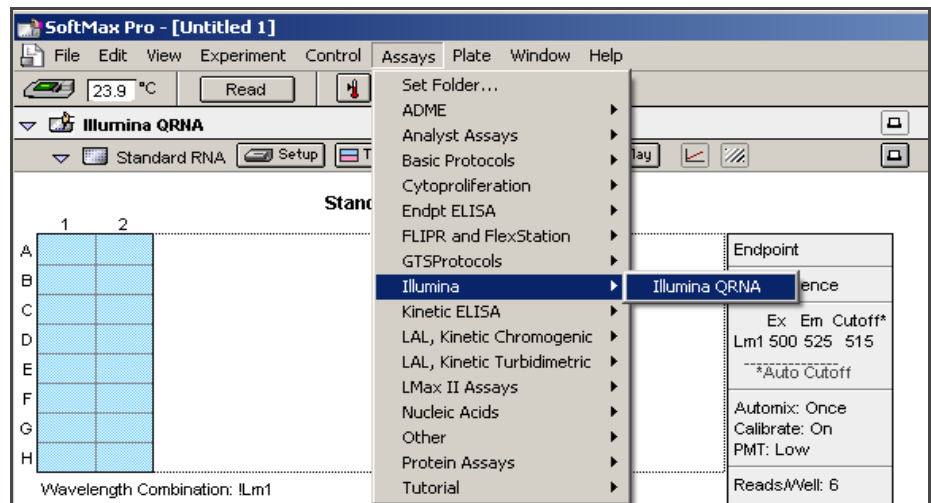 SoftMax Pro - [Untitled 1]
File Edit View Experiment Control Assays Plate Window Help
23.9 °C Read
Illumina QRNA
Standard RNA Setup
Set Folder...
ADME
Analyst Assays
Basic Protocols
Cytoproliferation
Endpt ELISA
FLIPR and FlexStation
GTSProtocols
Illumina
Kinetic ELISA
LAL, Kinetic Chromogenic
LAL, Kinetic Turbidimetric
LMax II Assays
Nucleic Acids
Other
Protein Assays
Tutorial
Illumina QRNA
1 2
A
B
C
D
E
F
G
H
Wavelength Combination: !Lm1
Endpoint
Ex Em Cutoff*
Lm1 500 525 515
*Auto Cutoff
Automix: Once
Calibrate: On
PMT: Low
Reads/Well: 6